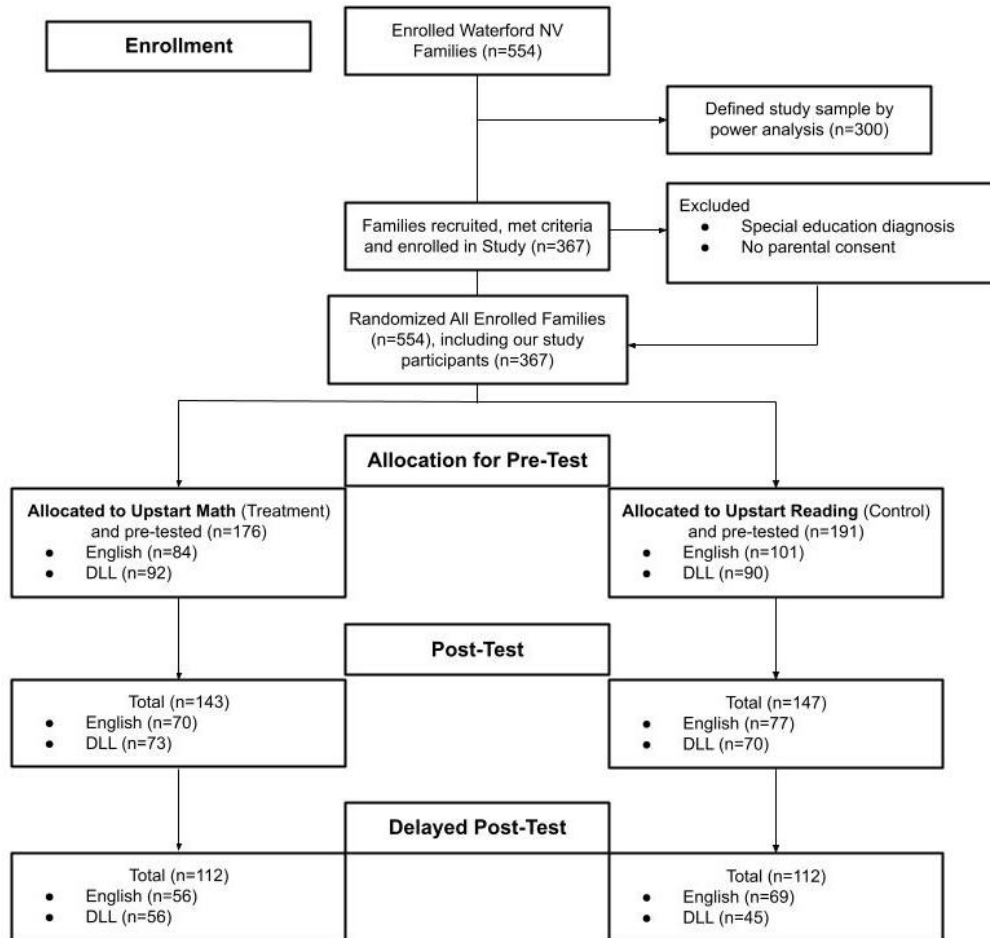 Enrollment
Enrolled Waterford NV
Families (n=554)
Defined study sample by
power analysis (n=300)
Families recruited, met criteria
and enrolled in Study (n=367)
Excluded
● Special education diagnosis
● No parental consent
Randomized All Enrolled Families
(n=554), including our study
participants (n=367)
Allocation for Pre-Test
Allocated to Upstart Math (Treatment)
and pre-tested (n=176)
● English (n=84)
● DLL (n=92)
Allocated to Upstart Reading (Control)
and pre-tested (n=191)
● English (n=101)
● DLL (n=90)
Post-Test
Total (n=143)
● English (n=70)
● DLL (n=73)
Total (n=147)
● English (n=77)
● DLL (n=70)
Delayed Post-Test
Total (n=112)
● English (n=56)
● DLL (n=56)
Total (n=112)
● English (n=69)
● DLL (n=45)